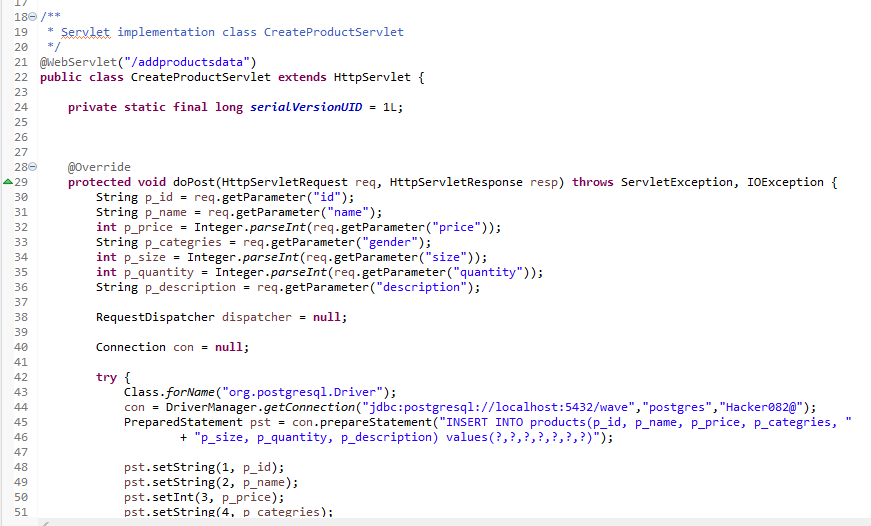 17
18 /**
19 * Servlet implementation class CreateProductServlet
20 */
21 @WebServlet("/addproductsdata")
22 public class CreateProductServlet extends HttpServlet {
23
24 private static final long serialVersionUID = 1L;
25
26
27
28 @Override
29 protected void doPost(HttpServletRequest req, HttpServletResponse resp) throws ServletException, IOException {
30 String p_id = req.getParameter("id");
31 String p_name = req.getParameter("name");
32 int p_price = Integer.parseInt(req.getParameter("price"));
33 String p_categries = req.getParameter("gender");
34 int p_size = Integer.parseInt(req.getParameter("size"));
35 int p_quantity = Integer.parseInt(req.getParameter("quantity"));
36 String p_description = req.getParameter("description");
37
38 RequestDispatcher dispatcher = null;
39
40 Connection con = null;
41
42 try {
43 Class.forName("org.postgresql.Driver");
44 con = DriverManager.getConnection("jdbc:postgresql://localhost:5432/wave","postgres","Hacker082@");
45 PreparedStatement pst = con.prepareStatement("INSERT INTO products(p_id, p_name, p_price, p_categries, "
46 + "p_size, p_quantity, p_description) values(?,?,?,?,?,?,?)");
47
48 pst.setString(1, p_id);
49 pst.setString(2, p_name);
50 pst.setInt(3, p_price);
51 pst.setString(4, p_categries);